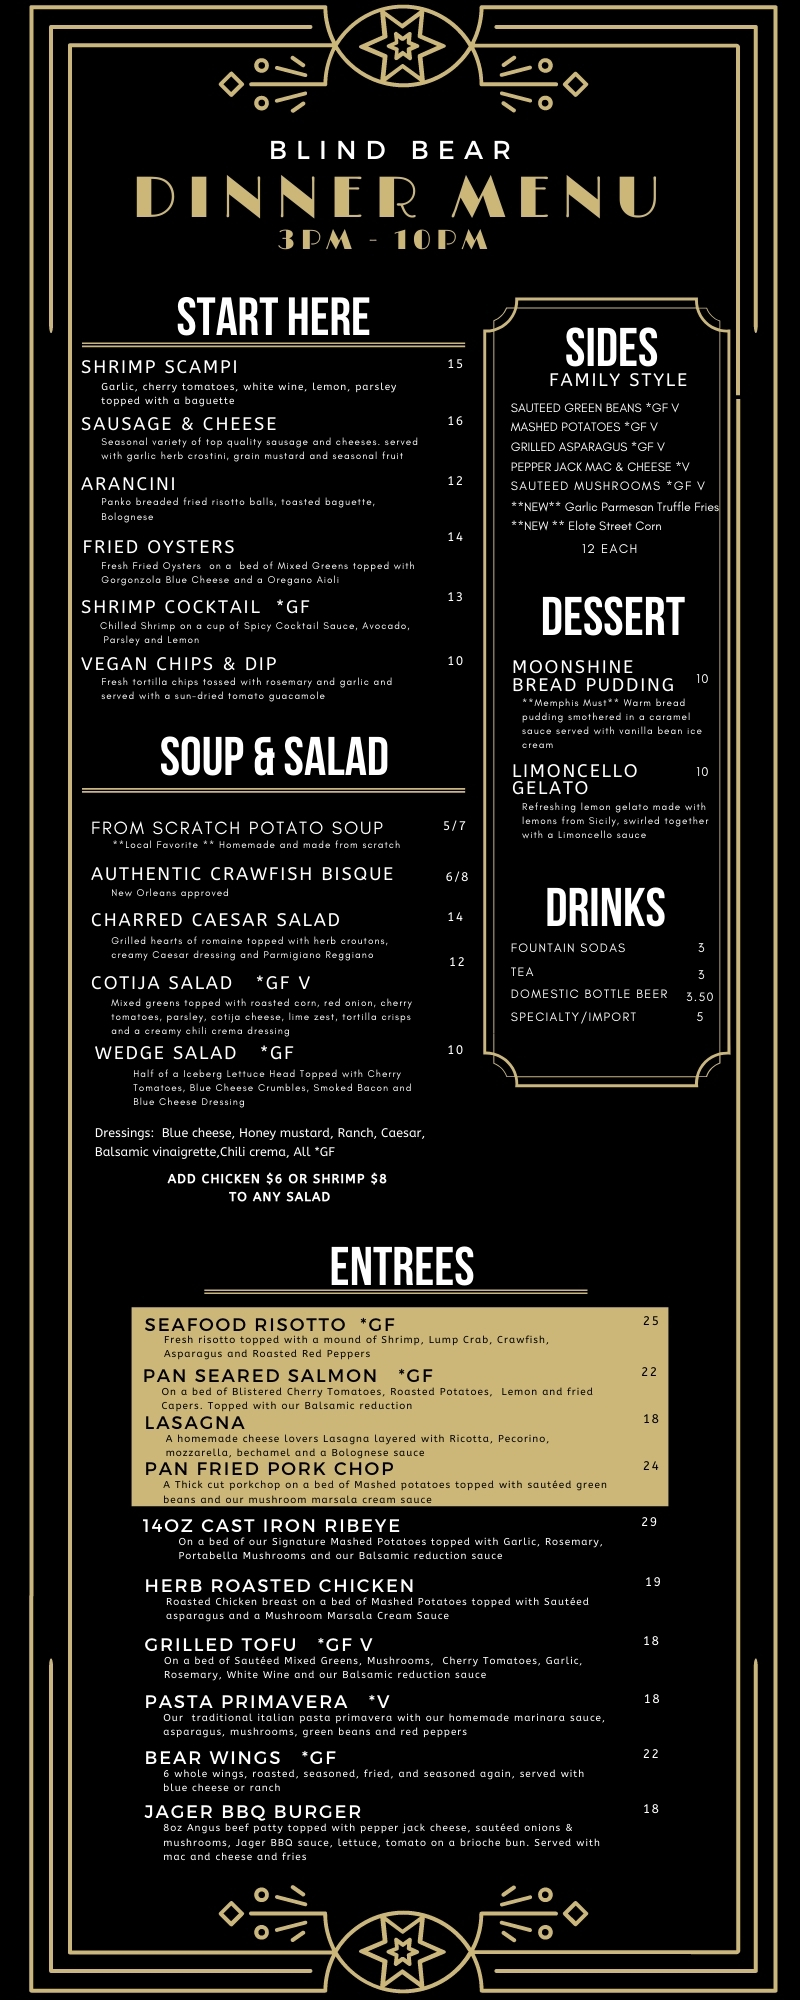 BLIND BEAR
DINNER MENU
3PM - 10PM
START HERE
SHRIMP SCAMPI 15
Garlic, cherry tomatoes, white wine, lemon, parsley
topped with a baguette
SAUSAGE & CHEESE 16
Seasonal variety of top quality sausage and cheeses. served
with garlic herb crostini, grain mustard and seasonal fruit
ARANCINI 12
Panko breaded fried risotto balls, toasted baguette,
Bolognese
FRIED OYSTERS 14
Fresh Fried Oysters on a bed of Mixed Greens topped with
Gorgonzola Blue Cheese and a Oregano Aioli
SHRIMP COCKTAIL *GF 13
Chilled Shrimp on a cup of Spicy Cocktail Sauce, Avocado,
Parsley and Lemon
VEGAN CHIPS & DIP 10
Fresh tortilla chips tossed with rosemary and garlic and
served with a sun-dried tomato guacamole
SOUP & SALAD
FROM SCRATCH POTATO SOUP 5/7
**Local Favorite ** Homemade and made from scratch
AUTHENTIC CRAWFISH BISQUE 6/8
New Orleans approved
CHARRED CAESAR SALAD 14
Grilled hearts of romaine topped with herb croutons,
creamy Caesar dressing and Parmigiano Reggiano
COTIJA SALAD *GF V 12
Mixed greens topped with roasted corn, red onion, cherry
tomatoes, parsley, cotija cheese, lime zest, tortilla crisps
and a creamy chili crema dressing
WEDGE SALAD *GF 10
Half of a Iceberg Lettuce Head Topped with Cherry
Tomatoes, Blue Cheese Crumbles, Smoked Bacon and
Blue Cheese Dressing
Dressings: Blue cheese, Honey mustard, Ranch, Caesar,
Balsamic vinaigrette,Chili crema, All *GF
ADD CHICKEN $6 OR SHRIMP $8
TO ANY SALAD
SIDES
FAMILY STYLE
SAUTEED GREEN BEANS *GF V
MASHED POTATOES *GF V
GRILLED ASPARAGUS *GF V
PEPPER JACK MAC & CHEESE *V
SAUTEED MUSHROOMS *GF V
**NEW** Garlic Parmesan Truffle Fries
**NEW ** Elote Street Corn
12 EACH
DESSERT
MOONSHINE
BREAD PUDDING 10
**Memphis Must** Warm bread
pudding smothered in a caramel
sauce served with vanilla bean ice
cream
LIMONCELLO 10
GELATO
Refreshing lemon gelato made with
lemons from Sicily, swirled together
with a Limoncello sauce
DRINKS
FOUNTAIN SODAS 3
TEA 3
DOMESTIC BOTTLE BEER 3.50
SPECIALTY/IMPORT 5
ENTREES
SEAFOOD RISOTTO *GF 25
Fresh risotto topped with a mound of Shrimp, Lump Crab, Crawfish,
Asparagus and Roasted Red Peppers
PAN SEARED SALMON *GF 22
On a bed of Blistered Cherry Tomatoes, Roasted Potatoes, Lemon and fried
Capers. Topped with our Balsamic reduction
LASAGNA 18
A homemade cheese lovers Lasagna layered with Ricotta, Pecorino,
mozzarella, bechamel and a Bolognese sauce
PAN FRIED PORK CHOP 24
A Thick cut porkchop on a bed of Mashed potatoes topped with sautéed green
beans and our mushroom marsala cream sauce
14OZ CAST IRON RIBEYE 29
On a bed of our Signature Mashed Potatoes topped with Garlic, Rosemary,
Portabella Mushrooms and our Balsamic reduction sauce
HERB ROASTED CHICKEN 19
Roasted Chicken breast on a bed of Mashed Potatoes topped with Sautéed
asparagus and a Mushroom Marsala Cream Sauce
GRILLED TOFU *GF V 18
On a bed of Sautéed Mixed Greens, Mushrooms, Cherry Tomatoes, Garlic,
Rosemary, White Wine and our Balsamic reduction sauce
PASTA PRIMAVERA *V 18
Our traditional italian pasta primavera with our homemade marinara sauce,
asparagus, mushrooms, green beans and red peppers
BEAR WINGS *GF 22
6 whole wings, roasted, seasoned, fried, and seasoned again, served with
blue cheese or ranch
JAGER BBQ BURGER 18
8oz Angus beef patty topped with pepper jack cheese, sautéed onions &
mushrooms, Jager BBQ sauce, lettuce, tomato on a brioche bun. Served with
mac and cheese and fries